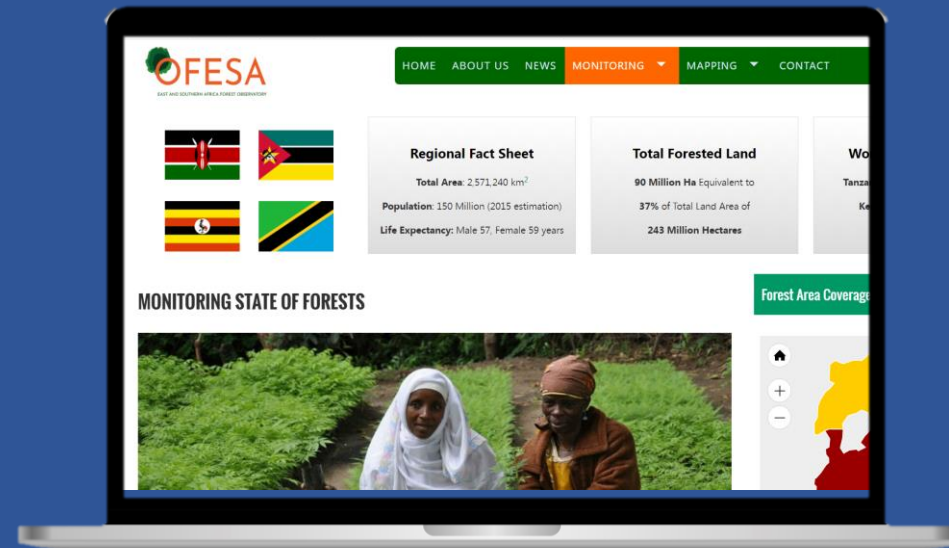 OFESA
EAST AND SOUTHERN AFRICA FOREST OBSERVATORY
HOME ABOUT US NEWS MONITORING MAPPING CONTACT
Regional Fact Sheet
Total Area: 2,571,240 km2
Population: 150 Million (2015 estimation)
Life Expectancy: Male 57, Female 59 years
Total Forested Land
90 Million Ha Equivalent to
37% of Total Land Area of
243 Million Hectares
Wo
Tanza
Ke
MONITORING STATE OF FORESTS
Forest Area Coverage